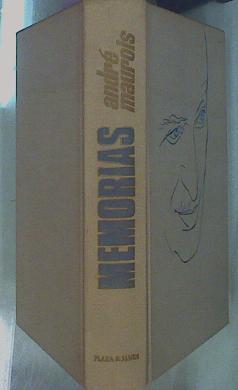 andré
maurois
MEMORIAS
PLAZA & JANES